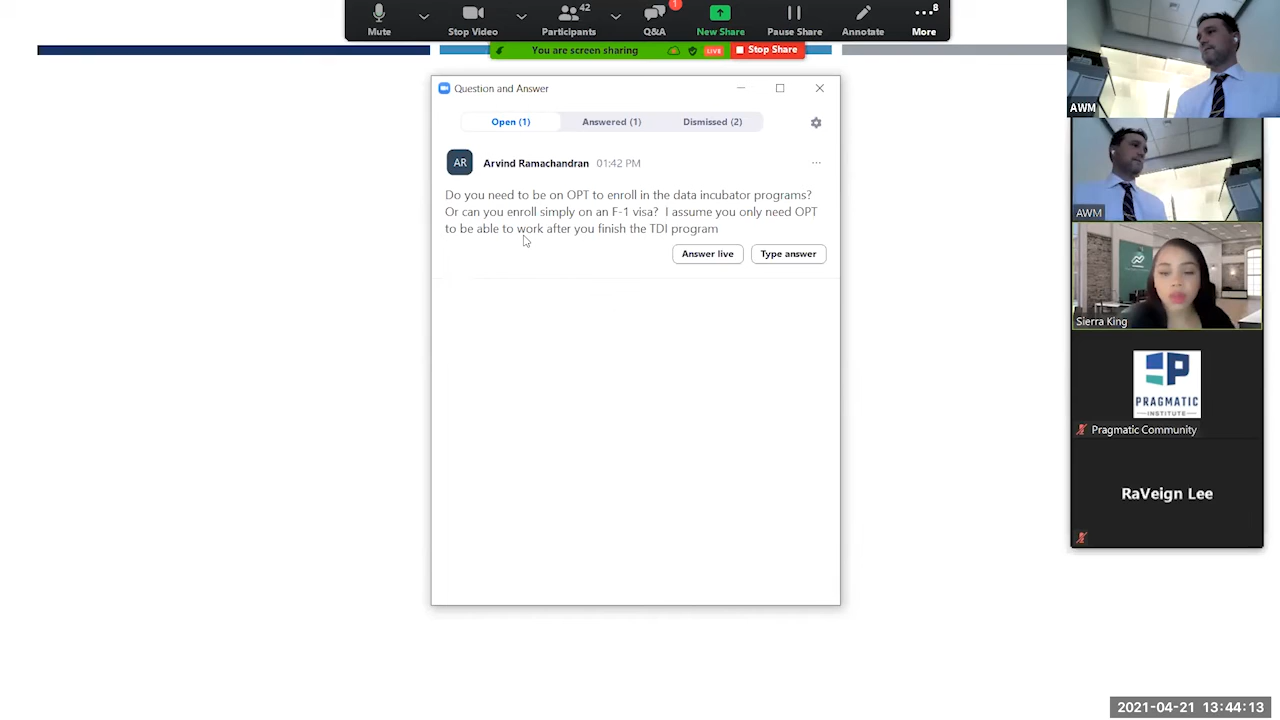 42
1
8
Mute
Stop Video
Participants
Q&A
New Share
Pause Share
Annotate
More
You are screen sharing
LIVE
Stop Share
AWM
Question and Answer
Open (1)
Answered (1)
Dismissed (2)
AR
Arvind Ramachandran 01:42 PM
Do you need to be on OPT to enroll in the data incubator programs?
Or can you enroll simply on an F-1 visa? I assume you only need OPT
to be able to work after you finish the TDI program
Answer live
Type answer
AWM
Sierra King
PRAGMATIC
INSTITUTE
Pragmatic Community
RaVeign Lee
2021-04-21 13:44:13